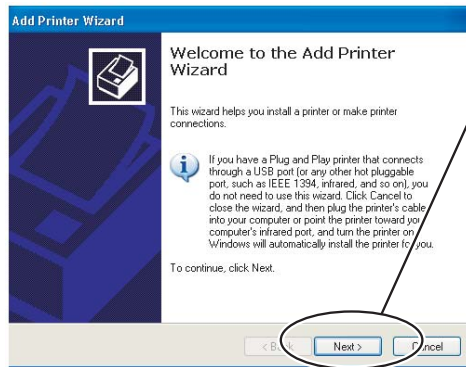 Add Printer Wizard
Welcome to the Add Printer
Wizard
This wizard helps you install a printer or make printer
connections.
If you have a Plug and Play printer that connects
through a USB port (or any other hot pluggable
port, such as IEEE 1394, infrared, and so on), you
do not need to use this wizard. Click Cancel to
close the wizard, and then plug the printer's cable
into your computer or point the printer toward your
computer's infrared port, and turn the printer on.
Windows will automatically install the printer for you.
To continue, click Next.
< Back Next > Cancel